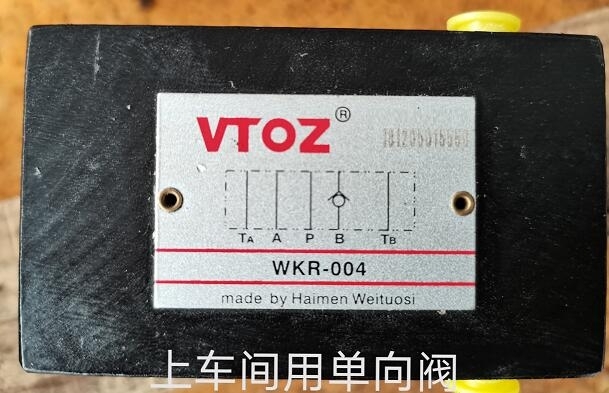 VTOZ®
TA A P B TB
WKR-004
made by Haimen Weituosi
上车间用单向阀